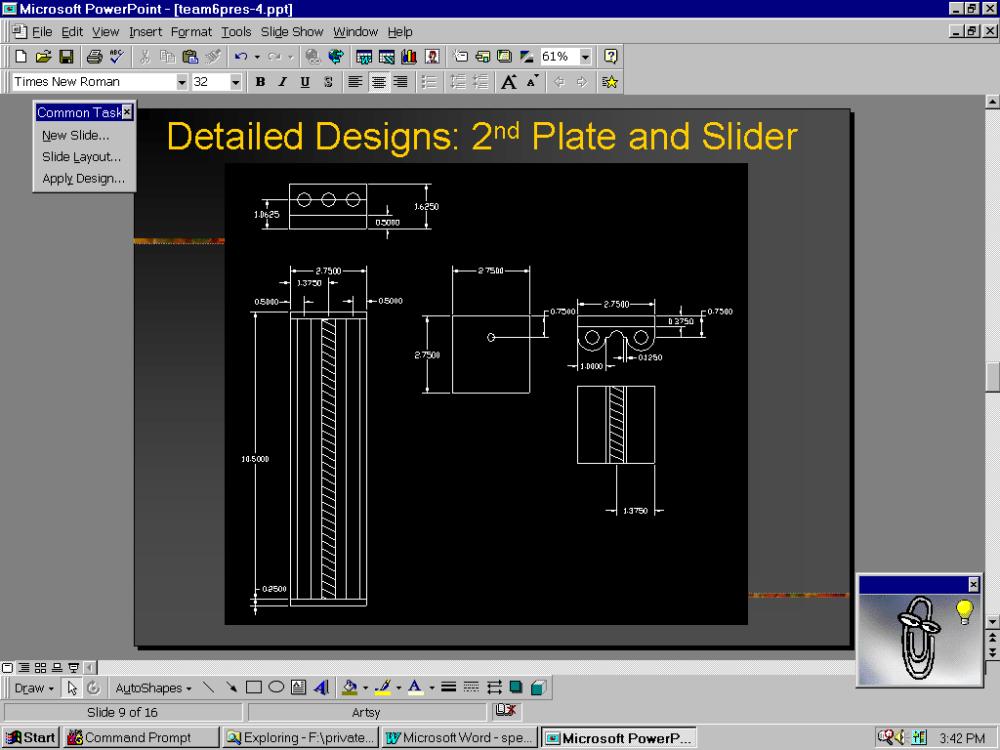 Microsoft PowerPoint - [team6pres-4.ppt]
File Edit View Insert Format Tools Slide Show Window Help
61%
Times New Roman 32 B I U S
Common Task
New Slide...
Slide Layout...
Apply Design...
Detailed Designs: 2nd Plate and Slider
1.0625
1.6250
0.5000
2.7500
1.3750
0.5000
0.5000
10.5000
0.2500
2.7500
0.7500
2.7500
2.7500
0.7500
0.3750
0.1250
1.0000
1.3750
Draw AutoShapes
Slide 9 of 16
Artsy
Start
Command Prompt
Exploring - F:\private...
Microsoft Word - spe...
Microsoft PowerP...
3:42 PM